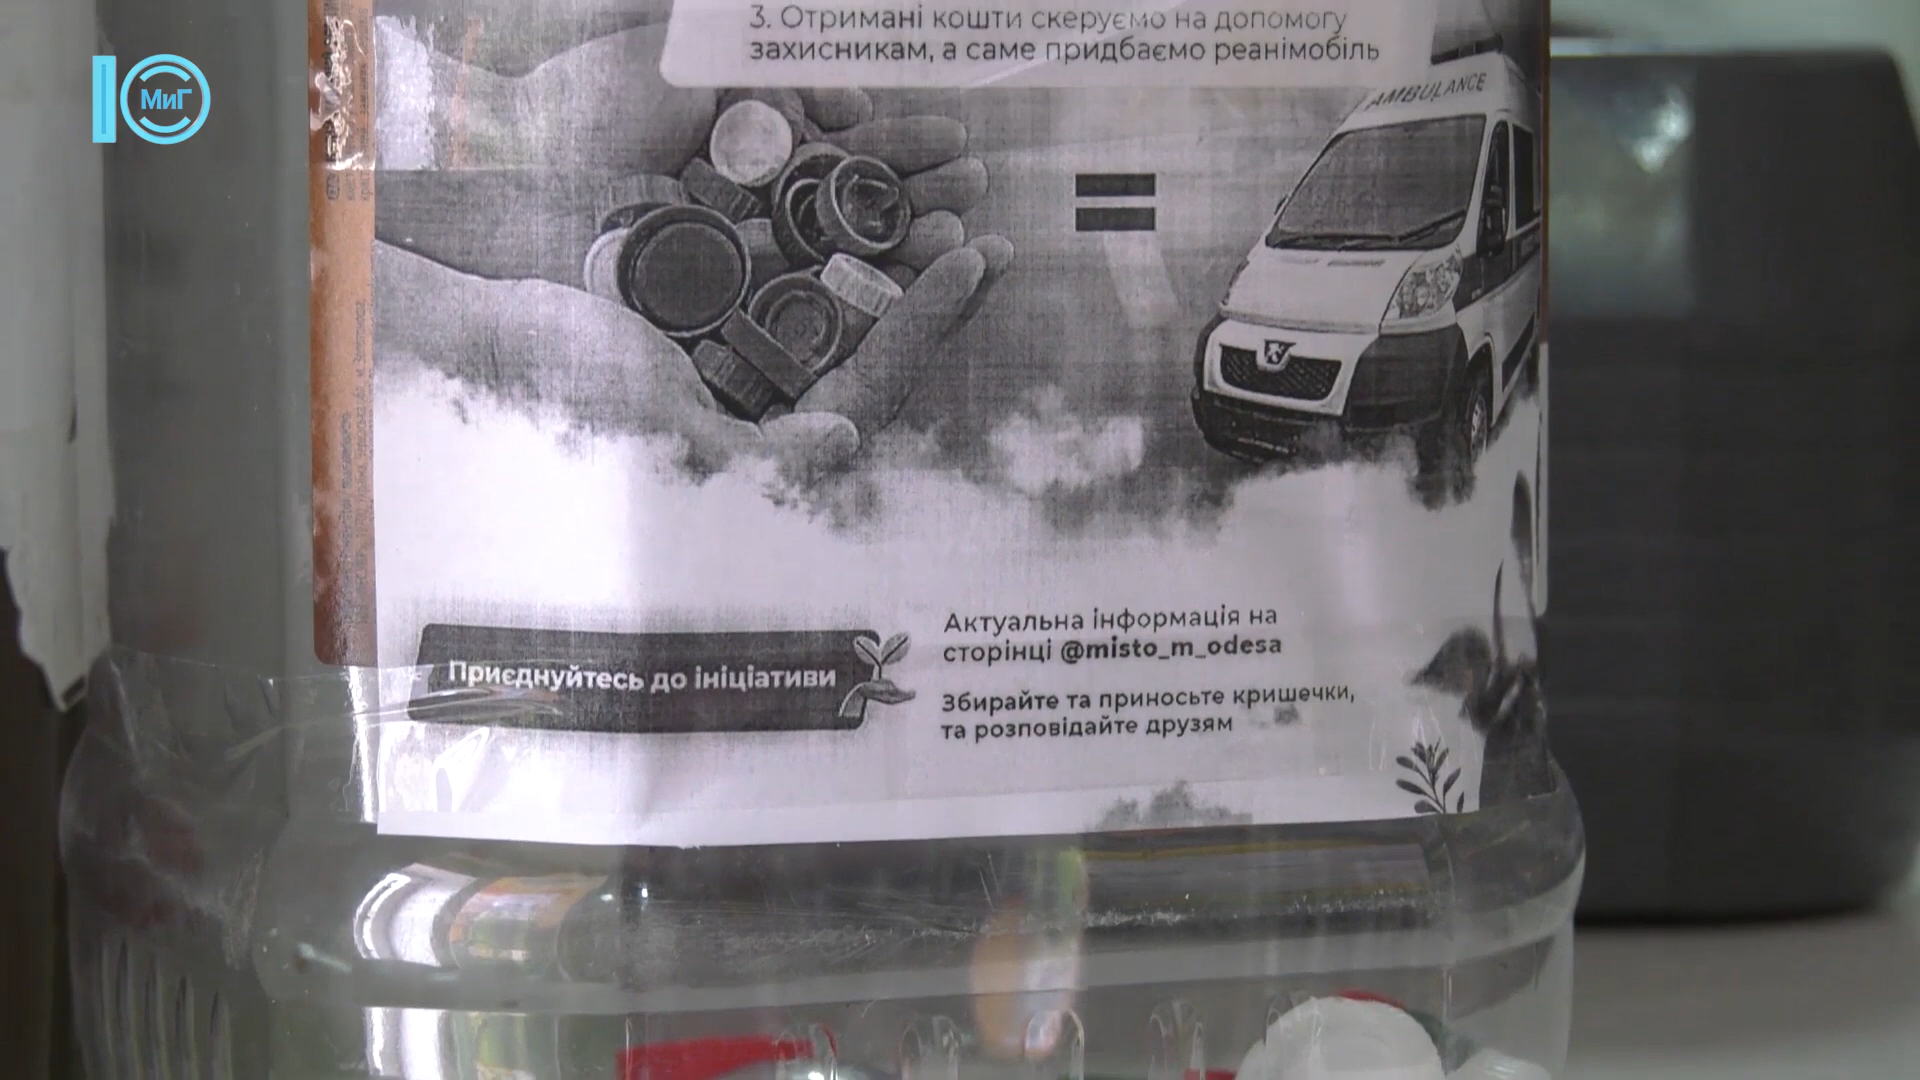 МиГ
3. Отримані кошти скеруємо на допомогу
захисникам, а саме придбаємо реанімобіль
AMBULANCE
Приєднуйтесь до ініціативи
Актуальна інформація на
сторінці @misto_m_odesa
Збирайте та приносьте кришечки,
та розповідайте друзям